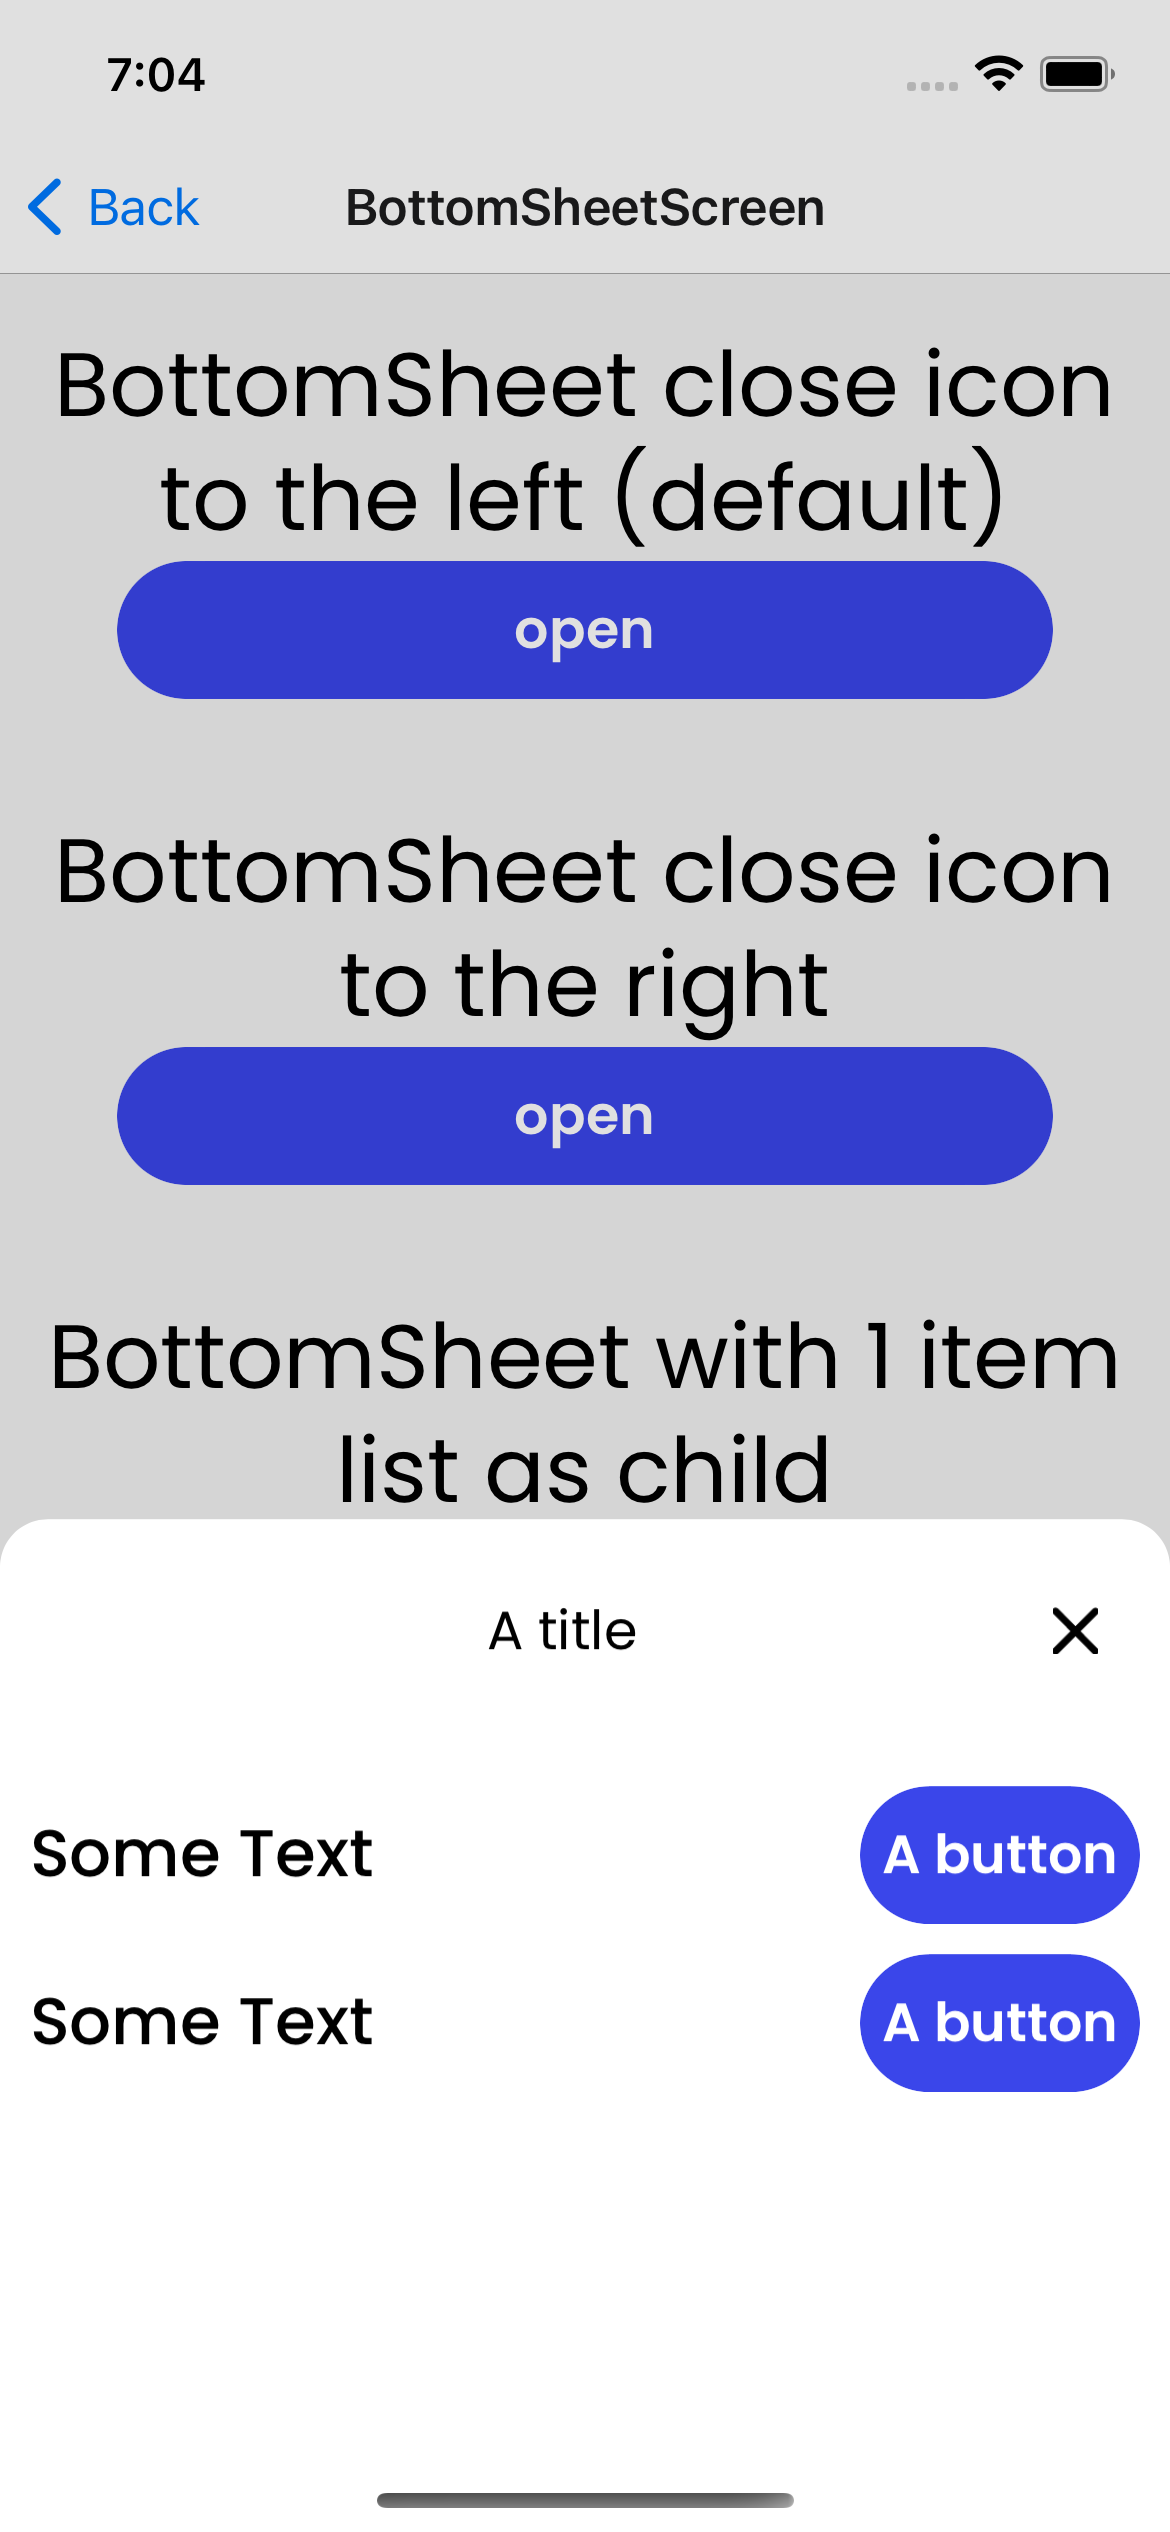 7:04
Back
BottomSheetScreen
BottomSheet close icon
to the left (default)
open
BottomSheet close icon
to the right
open
BottomSheet with 1 item
list as child
A title
Some Text
A button
Some Text
A button